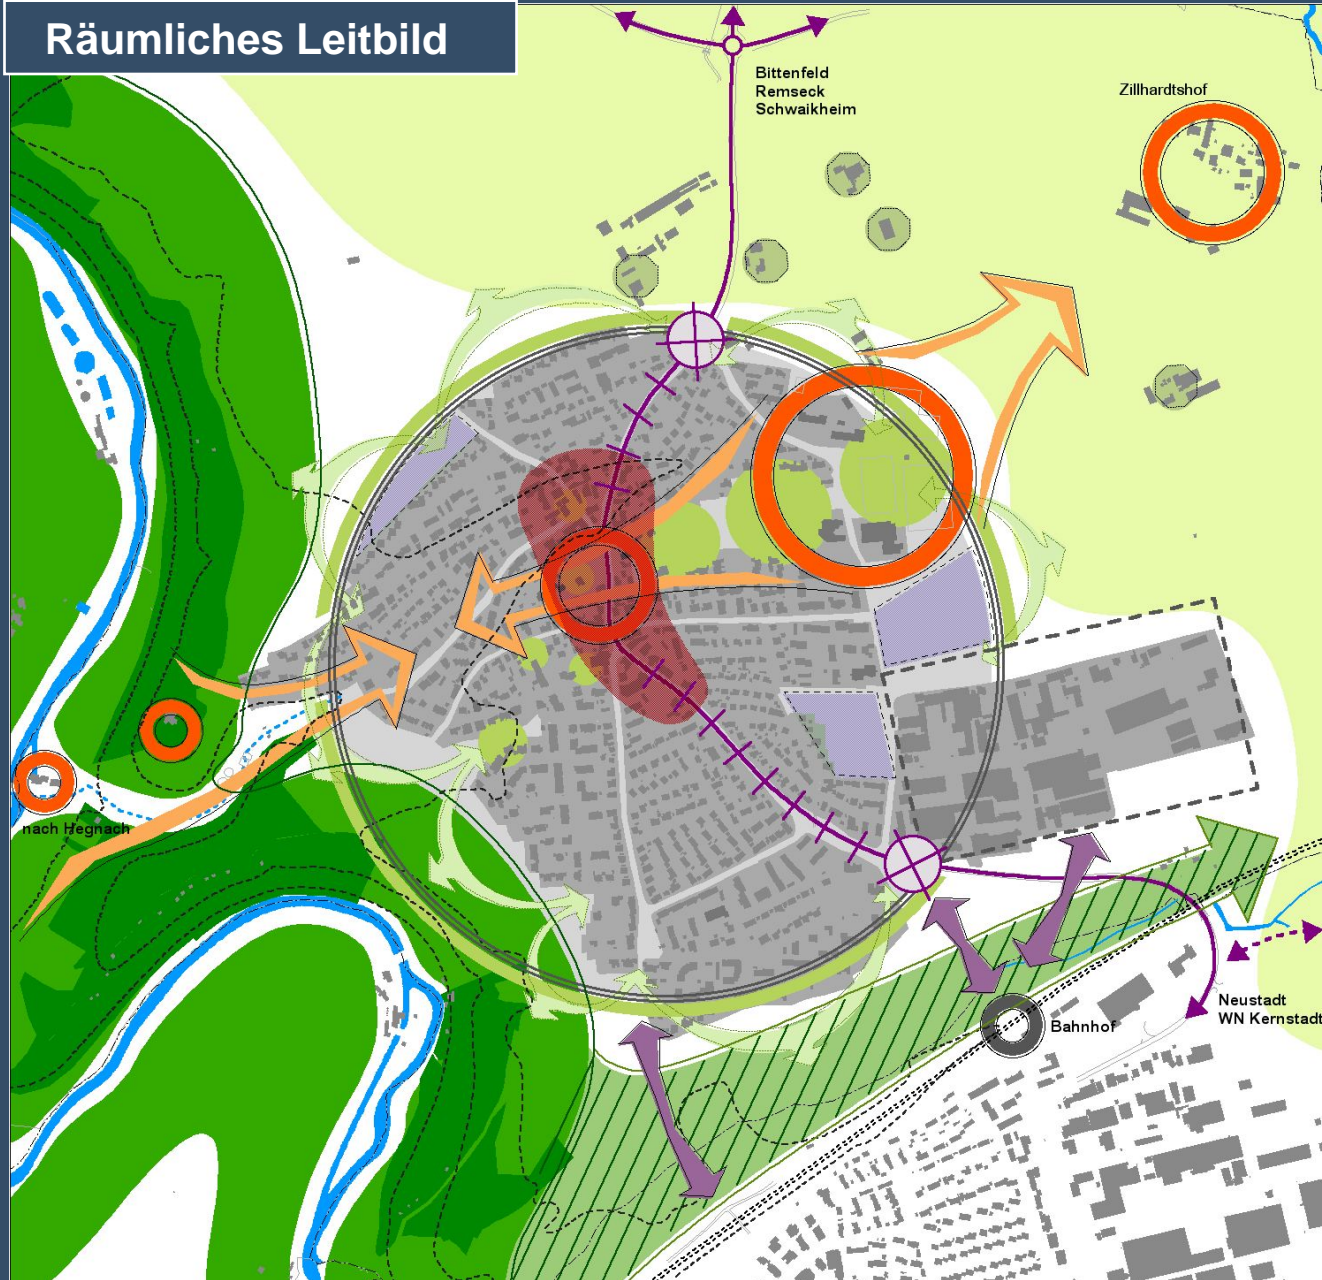 Räumliches Leitbild
Bittenfeld
Remseck
Schwaikheim
Zillhardtshof
nach Hegnach
Neustadt
WN Kernstadt
Bahnhof